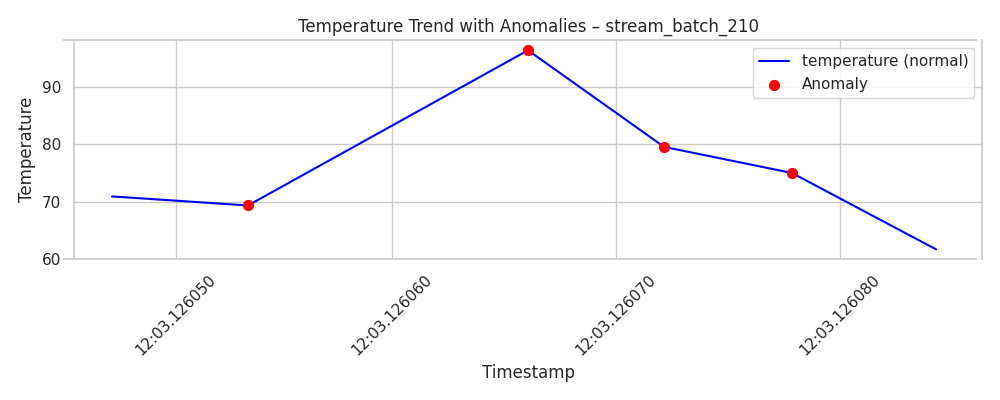 Temperature Trend with Anomalies – stream_batch_210
temperature (normal)
Anomaly
Temperature
90
80
70
60
12:03.126050
12:03.126060
12:03.126070
12:03.126080
Timestamp